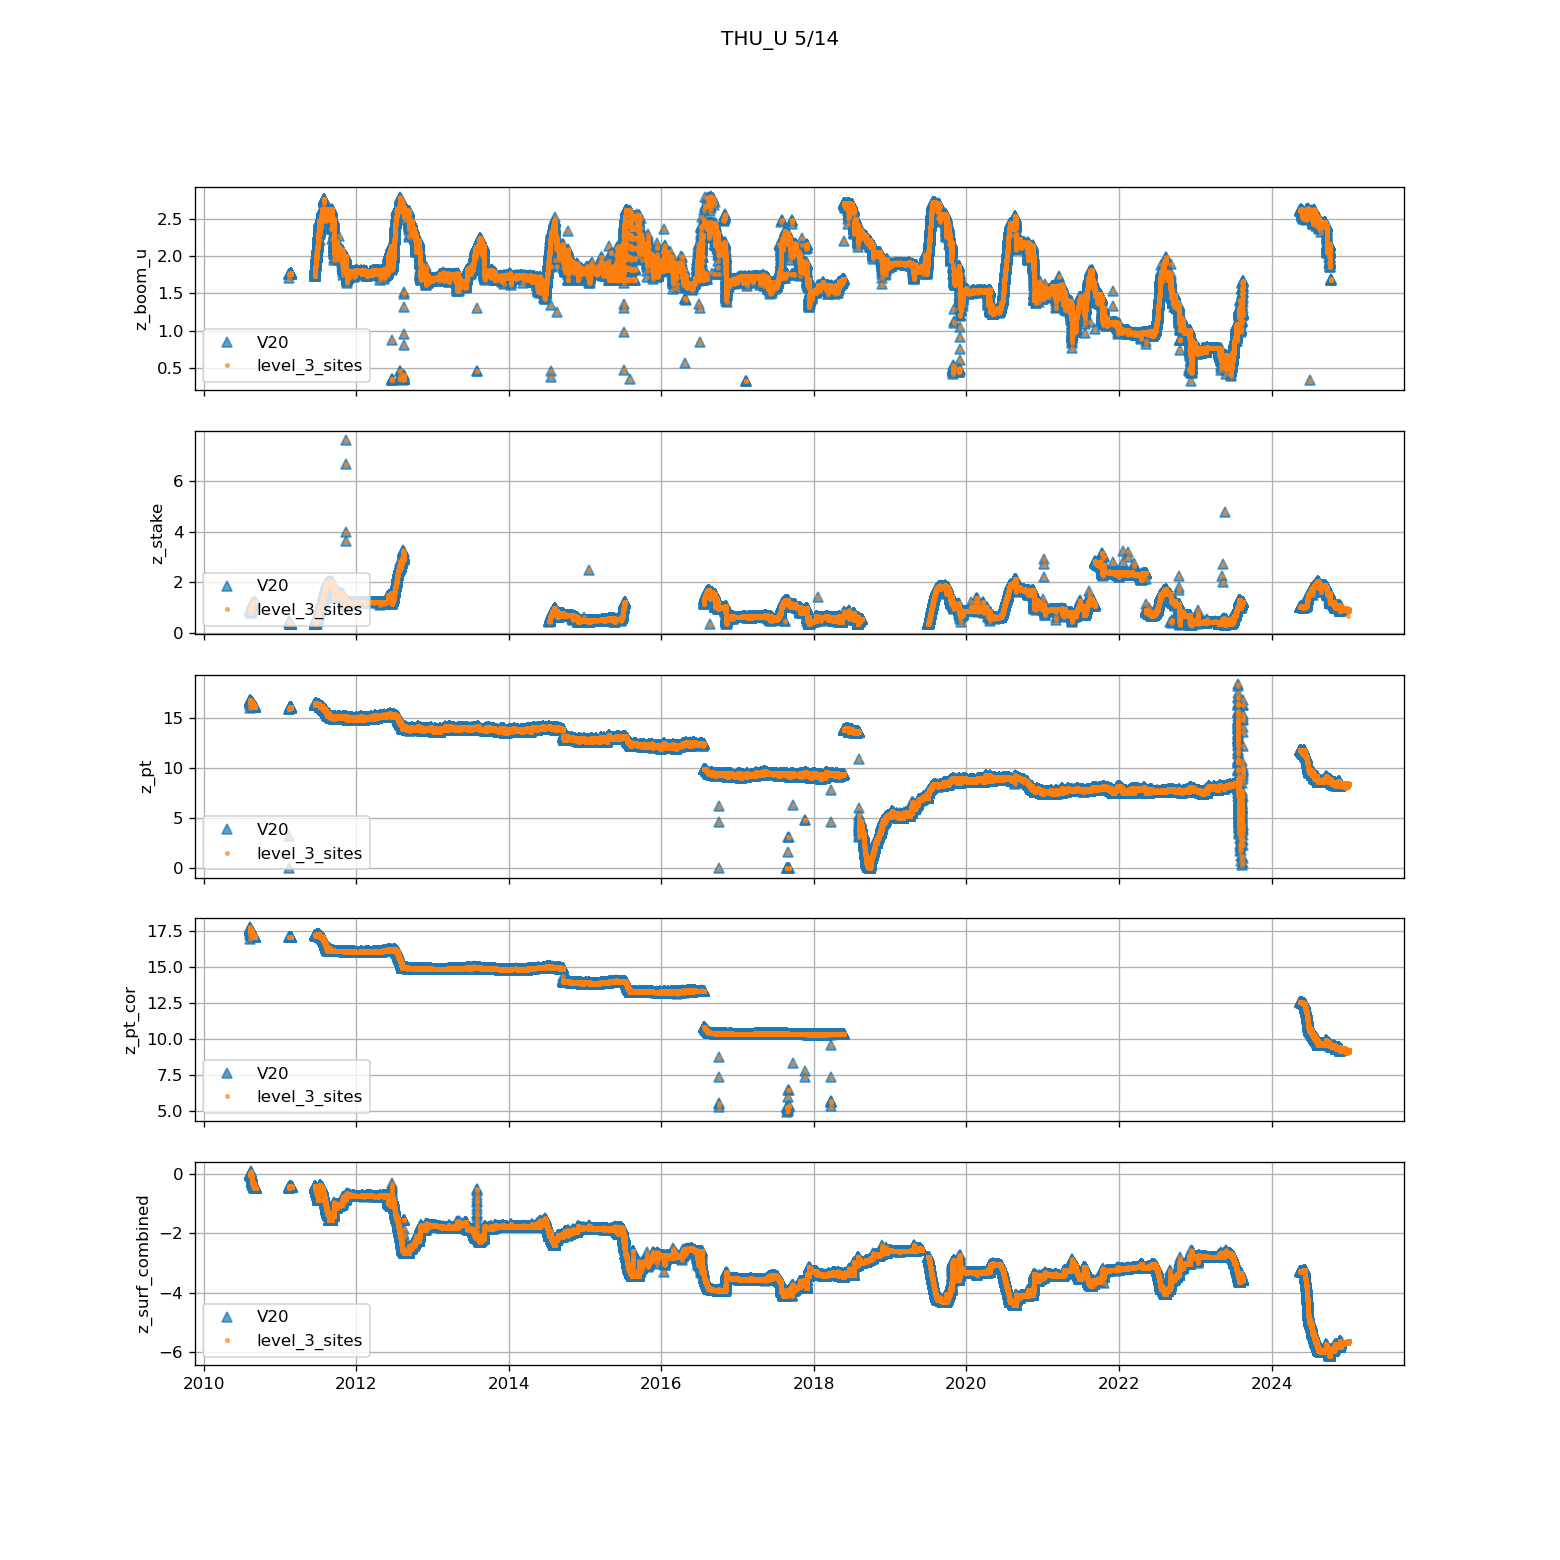 THU_U 5/14
z_boom_u
2.5
2.0
1.5
1.0
0.5
V20
level_3_sites
z_stake
6
4
2
0
V20
level_3_sites
z_pt
15
10
5
0
V20
level_3_sites
z_pt_cor
17.5
15.0
12.5
10.0
7.5
5.0
V20
level_3_sites
z_surf_combined
0
−2
−4
−6
V20
level_3_sites
2010 2012 2014 2016 2018 2020 2022 2024